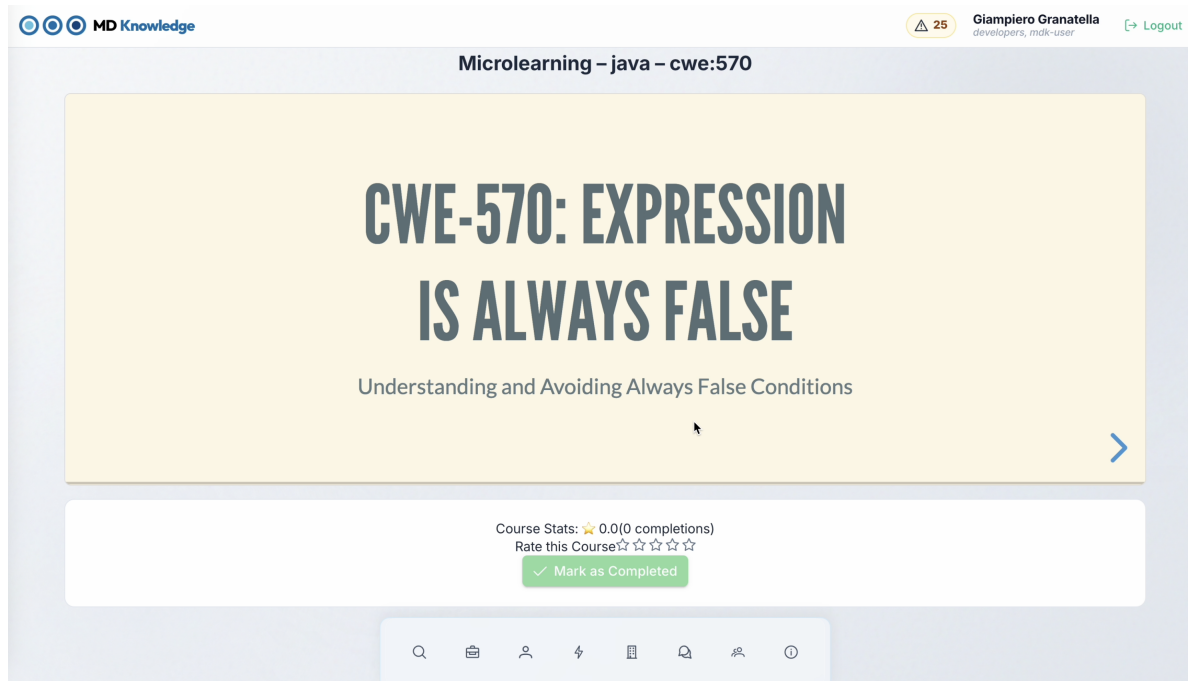 MD Knowledge
25
Giampiero Granatella
developers, mdk-user
Logout
Microlearning – java – cwe:570
CWE-570: EXPRESSION
IS ALWAYS FALSE
Understanding and Avoiding Always False Conditions
Course Stats: ⭐ 0.0(0 completions)
Rate this Course
Mark as Completed